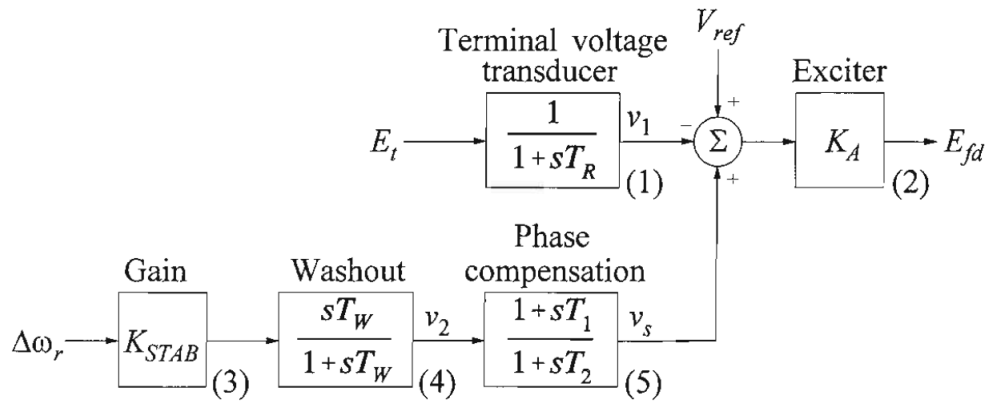 Terminal voltage
transducer
V_ref
Exciter
E_t
1
1+sT_R
v_1
(1)
−
+
Σ
+
K_A
(2)
E_fd
Gain
Washout
Phase
compensation
Δω_r
K_STAB
(3)
sT_W
1+sT_W
v_2
(4)
1+sT_1
1+sT_2
v_s
(5)